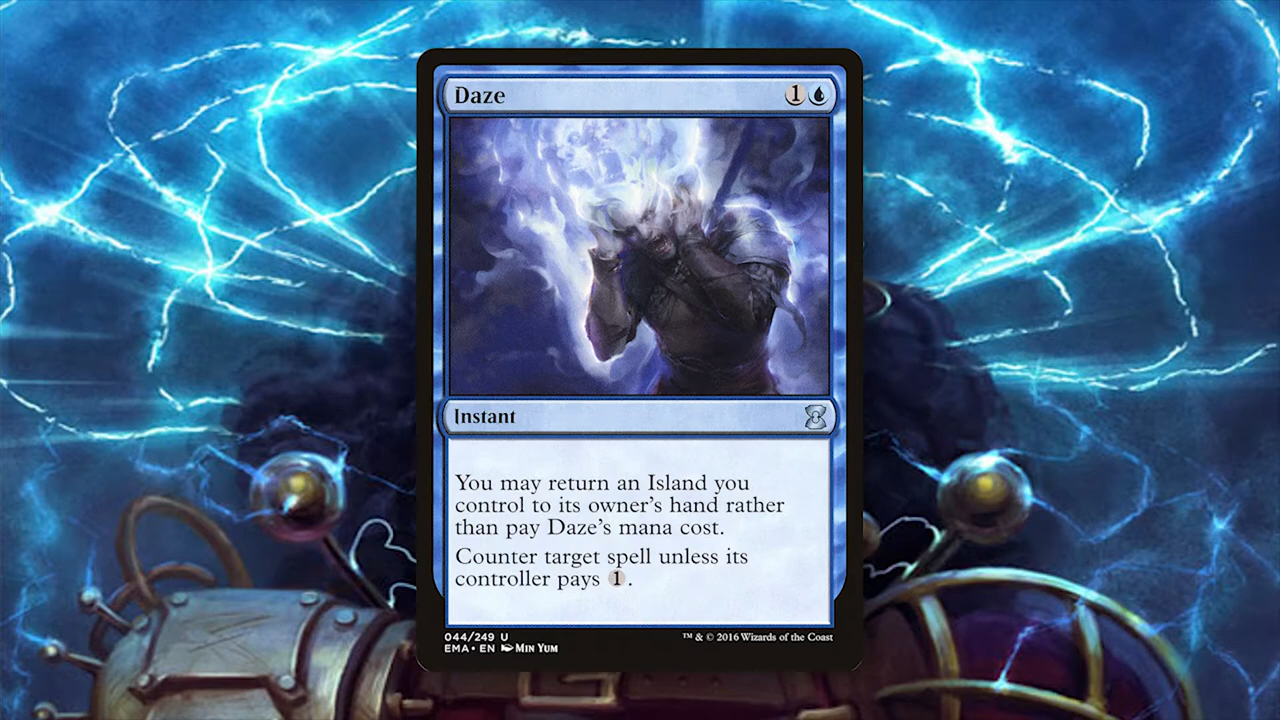 Daze 1
Instant
You may return an Island you
control to its owner's hand rather
than pay Daze's mana cost.
Counter target spell unless its
controller pays 1.
044/249 U
EMA • EN Min Yum
™ & © 2016 Wizards of the Coast